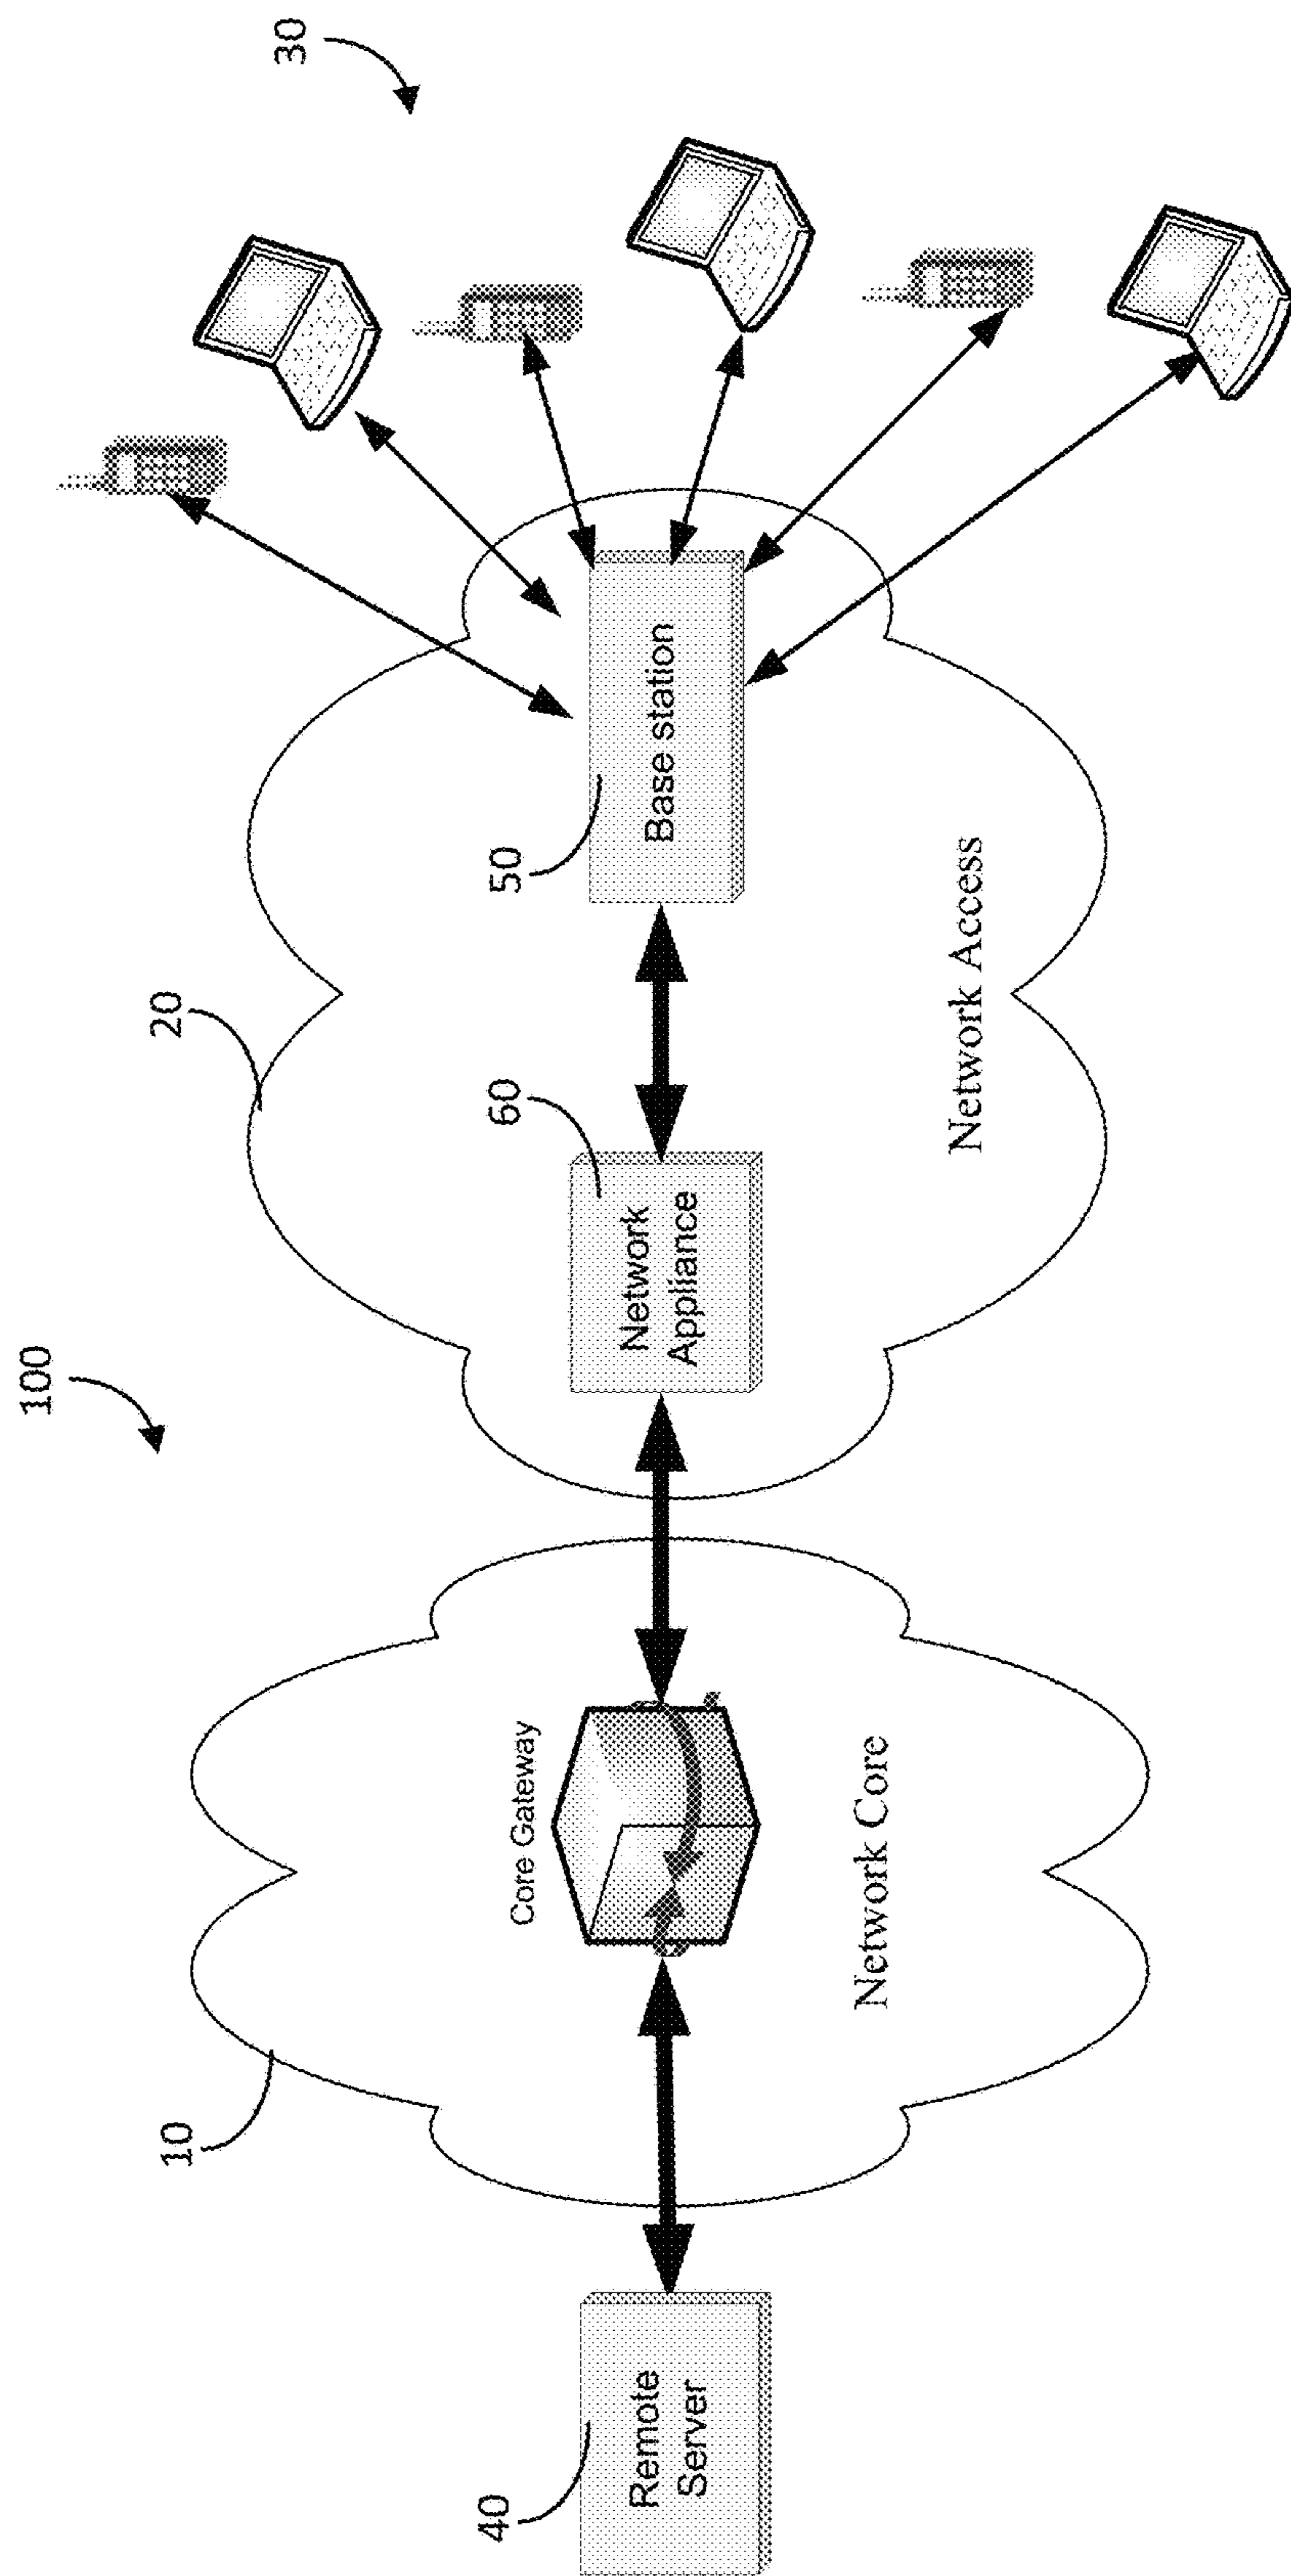 100
30
20
10
50
60
40
Core Gateway
Remote
Server
Network
Appliance
Base station
Network Core
Network Access